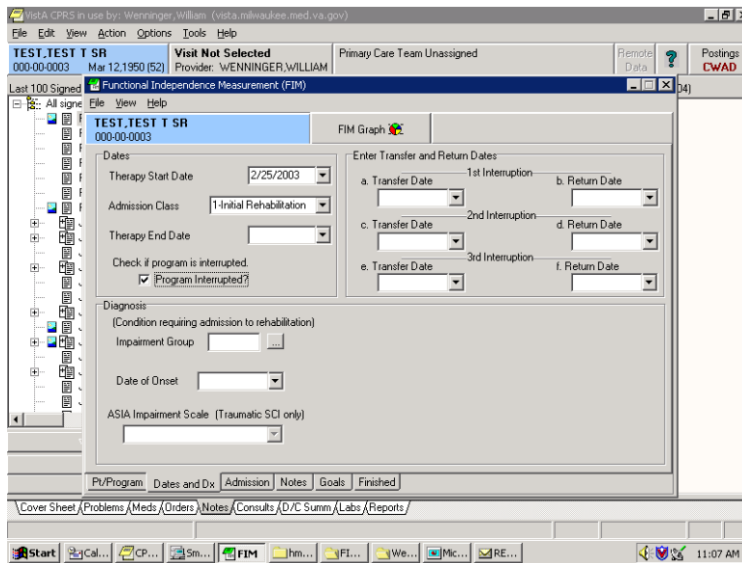 VistA CPRS in use by: Wenninger,William (vista.milwaukee.med.va.gov)
File Edit View Action Options Tools Help
TEST,TEST T SR Visit Not Selected Primary Care Team Unassigned Remote Data ? Postings
000-00-0003 Mar 12,1950 (52) Provider: WENNINGER,WILLIAM CWAD
Last 100 Signed
All signe
Functional Independence Measurement (FIM)
File View Help
TEST,TEST T SR
000-00-0003
FIM Graph
Dates
Therapy Start Date 2/25/2003
Admission Class 1-Initial Rehabilitation
Therapy End Date
Check if program is interrupted.
Program Interrupted?
Enter Transfer and Return Dates
1st Interruption
a. Transfer Date b. Return Date
2nd Interruption
c. Transfer Date d. Return Date
3rd Interruption
e. Transfer Date f. Return Date
Diagnosis
(Condition requiring admission to rehabilitation)
Impairment Group ...
Date of Onset
ASIA Impairment Scale (Traumatic SCI only)
Pt/Program Dates and Dx Admission Notes Goals Finished
Cover Sheet Problems Meds Orders Notes Consults D/C Summ Labs Reports
Start Cal... CP... Sm... FIM hm... FI... We... Mic... RE... 11:07 AM